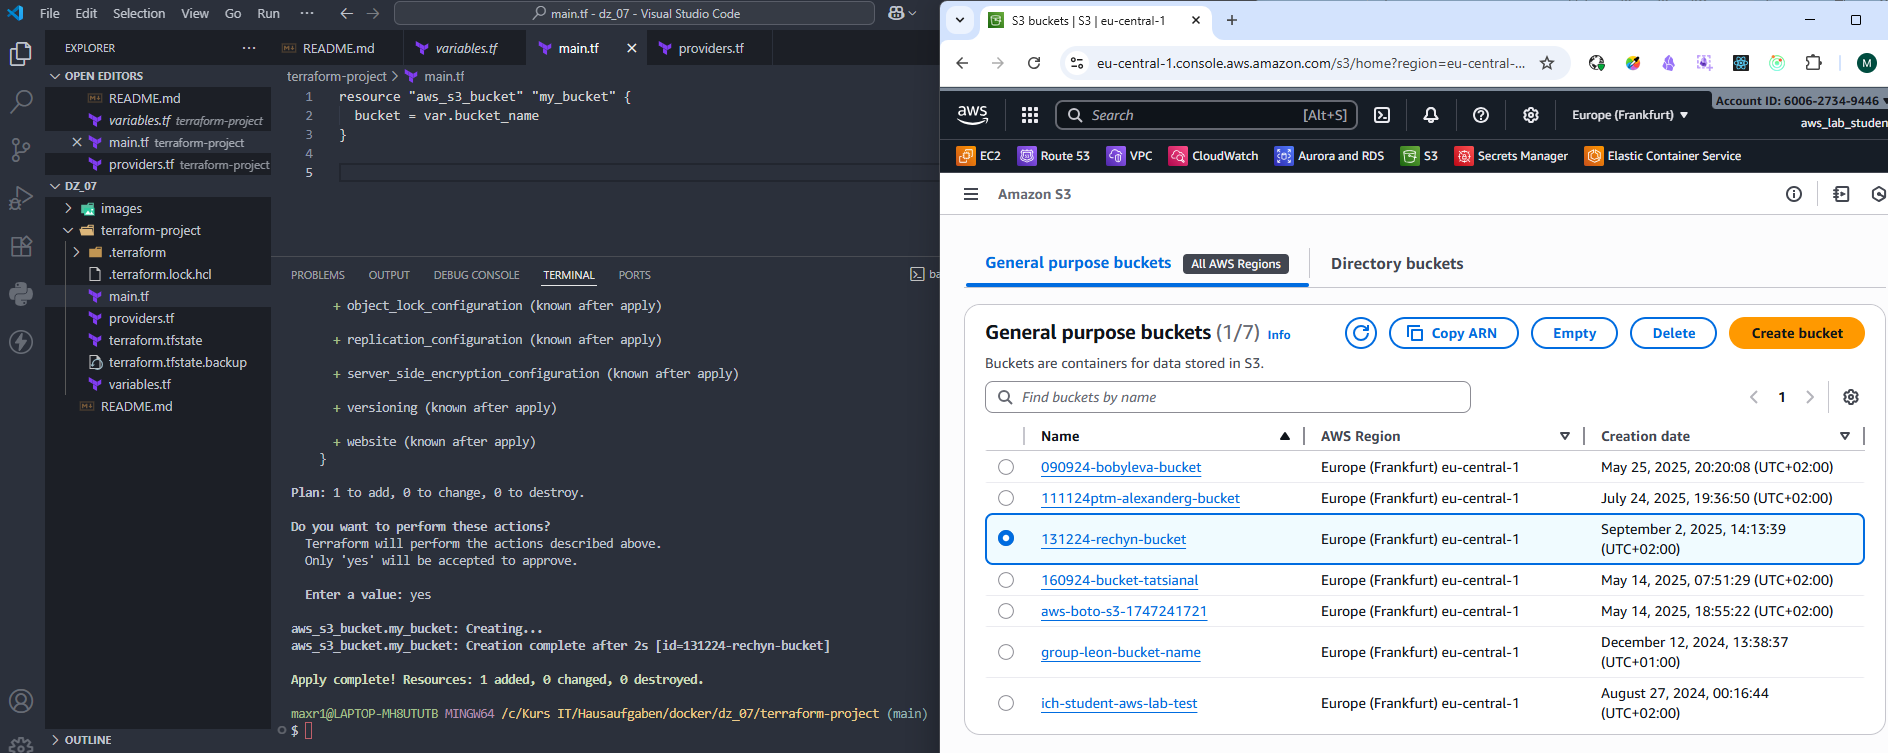 File Edit Selection View Go Run ···
main.tf - dz_07 - Visual Studio Code
EXPLORER ···
OPEN EDITORS
README.md
variables.tf terraform-project
main.tf terraform-project
providers.tf terraform-project
DZ_07
images
terraform-project
.terraform
.terraform.lock.hcl
main.tf
providers.tf
terraform.tfstate
terraform.tfstate.backup
variables.tf
README.md
OUTLINE
README.md variables.tf main.tf providers.tf
terraform-project > main.tf
1 resource "aws_s3_bucket" "my_bucket" {
2 bucket = var.bucket_name
3 }
4
5
PROBLEMS OUTPUT DEBUG CONSOLE TERMINAL PORTS
ba
+ object_lock_configuration (known after apply)
+ replication_configuration (known after apply)
+ server_side_encryption_configuration (known after apply)
+ versioning (known after apply)
+ website (known after apply)
}
Plan: 1 to add, 0 to change, 0 to destroy.
Do you want to perform these actions?
Terraform will perform the actions described above.
Only 'yes' will be accepted to approve.
Enter a value: yes
aws_s3_bucket.my_bucket: Creating...
aws_s3_bucket.my_bucket: Creation complete after 2s [id=131224-rechyn-bucket]
Apply complete! Resources: 1 added, 0 changed, 0 destroyed.
maxr1@LAPTOP-MH8UTUTB MINGW64 /c/Kurs IT/Hausaufgaben/docker/dz_07/terraform-project (main)
$
S3 buckets | S3 | eu-central-1
eu-central-1.console.aws.amazon.com/s3/home?region=eu-central-...
M
aws
Search [Alt+S]
Europe (Frankfurt)
Account ID: 6006-2734-9446
aws_lab_studen
EC2 Route 53 VPC CloudWatch Aurora and RDS S3 Secrets Manager Elastic Container Service
Amazon S3
General purpose buckets All AWS Regions Directory buckets
General purpose buckets (1/7) Info
Copy ARN Empty Delete Create bucket
Buckets are containers for data stored in S3.
Find buckets by name
1
Name AWS Region Creation date
090924-bobyleva-bucket Europe (Frankfurt) eu-central-1 May 25, 2025, 20:20:08 (UTC+02:00)
111124ptm-alexanderg-bucket Europe (Frankfurt) eu-central-1 July 24, 2025, 19:36:50 (UTC+02:00)
131224-rechyn-bucket Europe (Frankfurt) eu-central-1 September 2, 2025, 14:13:39
(UTC+02:00)
160924-bucket-tatsianal Europe (Frankfurt) eu-central-1 May 14, 2025, 07:51:29 (UTC+02:00)
aws-boto-s3-1747241721 Europe (Frankfurt) eu-central-1 May 14, 2025, 18:55:22 (UTC+02:00)
group-leon-bucket-name Europe (Frankfurt) eu-central-1 December 12, 2024, 13:38:37
(UTC+01:00)
ich-student-aws-lab-test Europe (Frankfurt) eu-central-1 August 27, 2024, 00:16:44
(UTC+02:00)